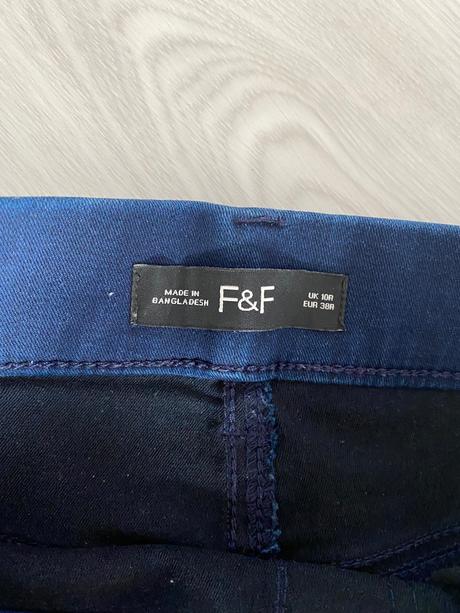 MADE IN
BANGLADESH
F&F
UK 10R
EUR 38R